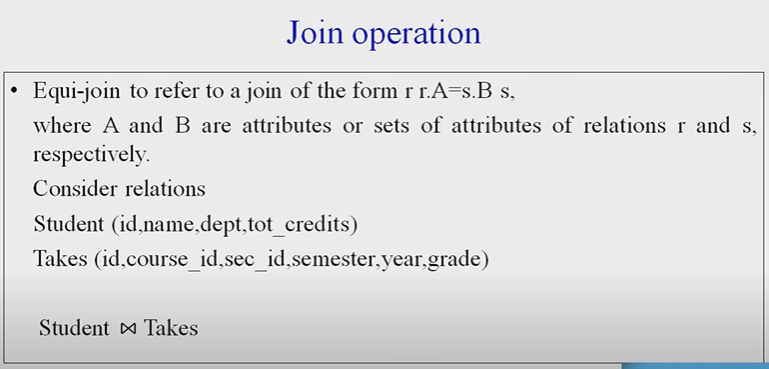 Join operation
• Equi-join to refer to a join of the form r r.A=s.B s,
where A and B are attributes or sets of attributes of relations r and s,
respectively.
Consider relations
Student (id,name,dept,tot_credits)
Takes (id,course_id,sec_id,semester,year,grade)
Student ⋈ Takes